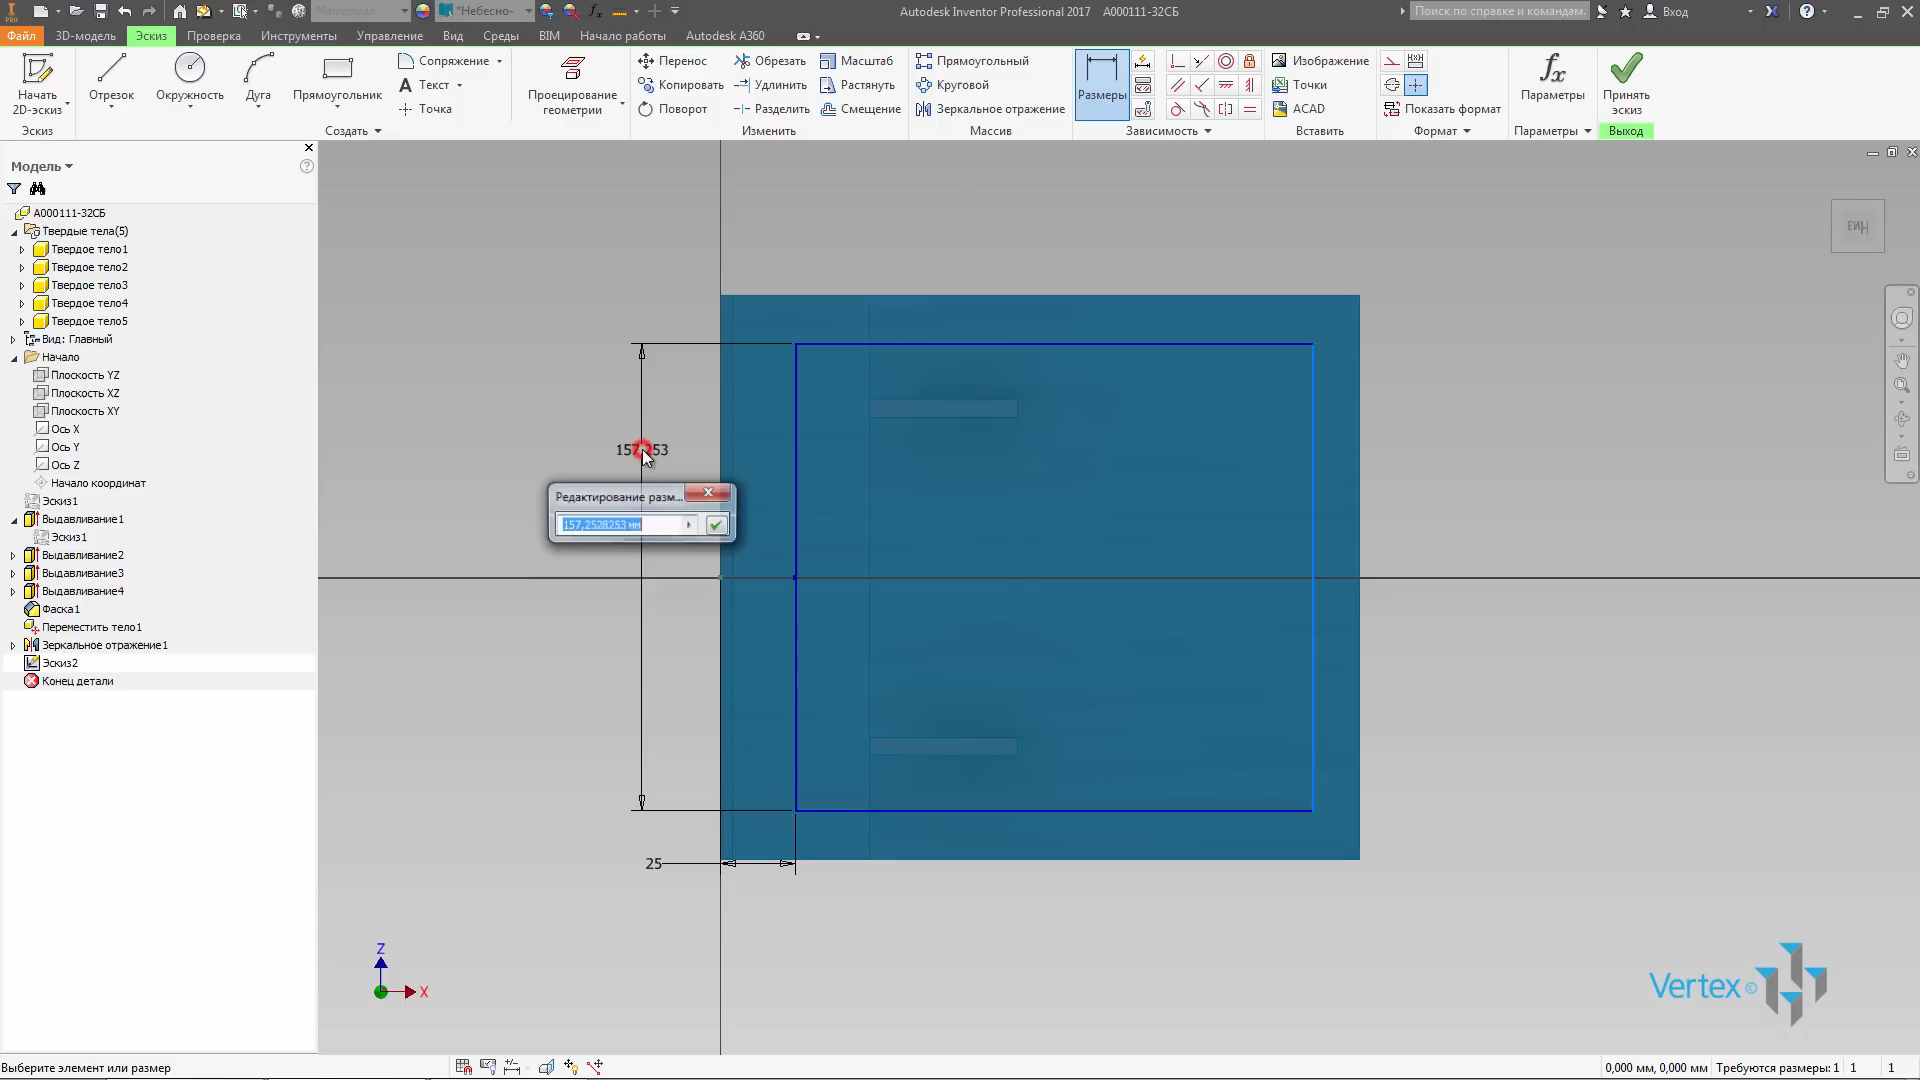 PRO Материал *Небесно- Autodesk Inventor Professional 2017 A000111-32СБ Поиск по справке и командам. Вход
Файл 3D-модель Эскиз Проверка Инструменты Управление Вид Среды BIM Начало работы Autodesk A360
Начать 2D-эскиз
Отрезок
Окружность
Дуга
Прямоугольник
Сопряжение
Текст
Точка
Проецирование геометрии
Перенос
Копировать
Поворот
Обрезать
Удлинить
Разделить
Масштаб
Растянуть
Смещение
Прямоугольный
Круговой
Зеркальное отражение
Размеры
Изображение
Точки
ACAD
Показать формат
Параметры
Принять эскиз
Эскиз Создать Изменить Массив Зависимость Вставить Формат Параметры Выход
Модель
A000111-32СБ
Твердые тела(5)
Твердое тело1
Твердое тело2
Твердое тело3
Твердое тело4
Твердое тело5
Вид: Главный
Начало
Плоскость YZ
Плоскость XZ
Плоскость XY
Ось X
Ось Y
Ось Z
Начало координат
Эскиз1
Выдавливание1
Эскиз1
Выдавливание2
Выдавливание3
Выдавливание4
Фаска1
Переместить тело1
Зеркальное отражение1
Эскиз2
Конец детали
Редактирование разм...
157,2528253 мм
25
Z
X
Vertex ©
Выберите элемент или размер
0,000 мм, 0,000 мм Требуются размеры: 1 1 1